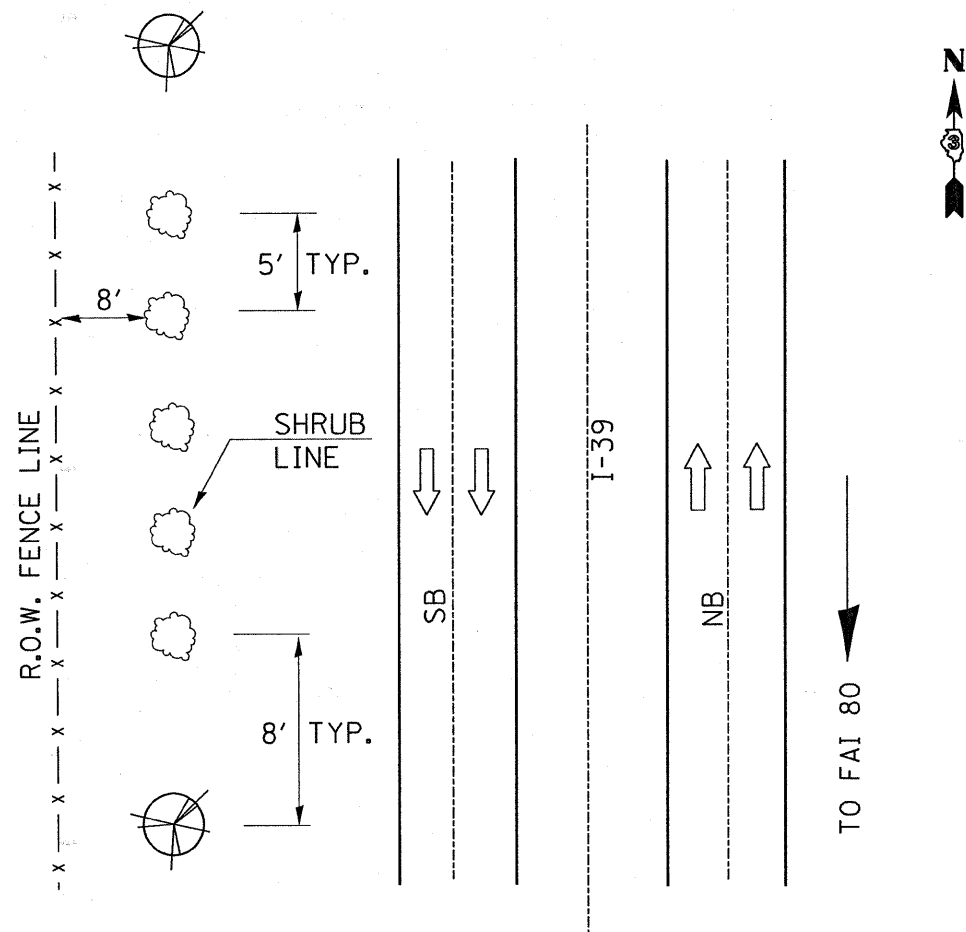 N
5' TYP.
8'
SHRUB
LINE
R.O.W. FENCE LINE
I-39
SB
NB
8' TYP.
TO FAI 80